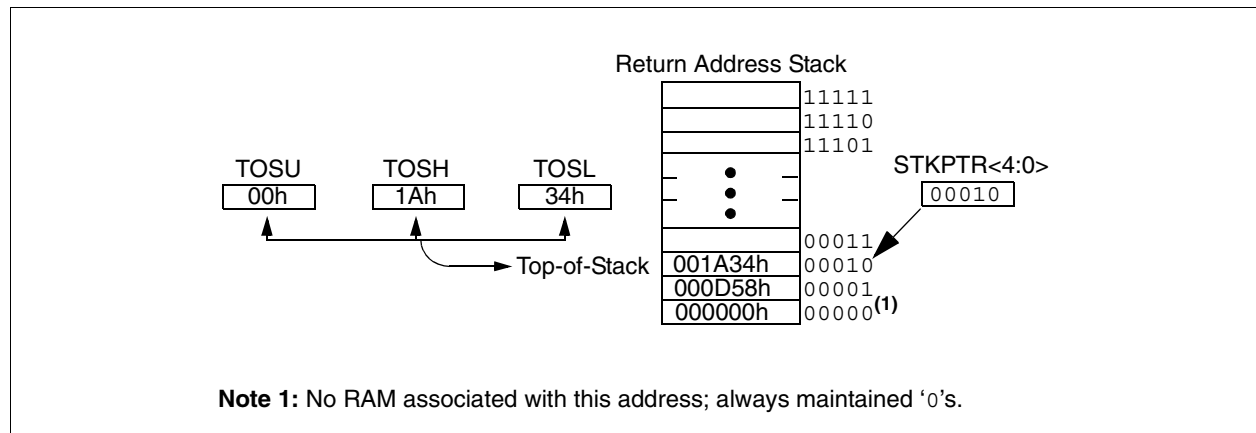 Return Address Stack
11111
11110
11101
TOSU TOSH TOSL STKPTR<4:0>
00h 1Ah 34h 00010
00011
Top-of-Stack 001A34h 00010
000D58h 00001
000000h 00000(1)
Note 1: No RAM associated with this address; always maintained ‘0’s.